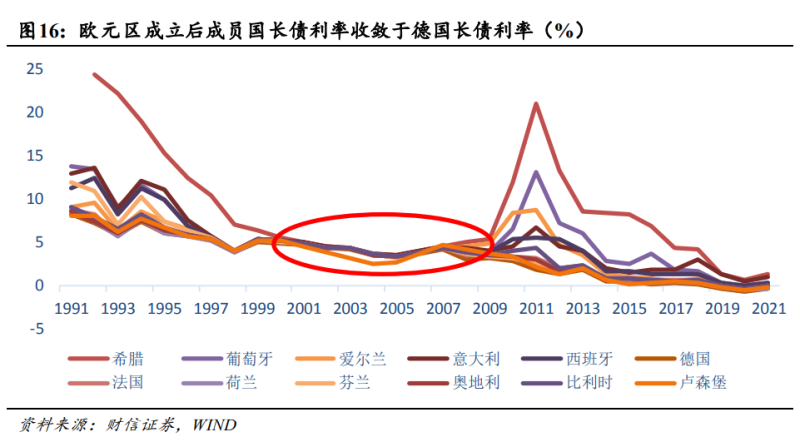 图16：欧元区成立后成员国长债利率收敛于德国长债利率（%）
25
20
15
10
5
0
-5
1991 1993 1995 1997 1999 2001 2003 2005 2007 2009 2011 2013 2015 2017 2019 2021
希腊 葡萄牙 爱尔兰 意大利 西班牙 德国
法国 荷兰 芬兰 奥地利 比利时 卢森堡
资料来源：财信证券，WIND